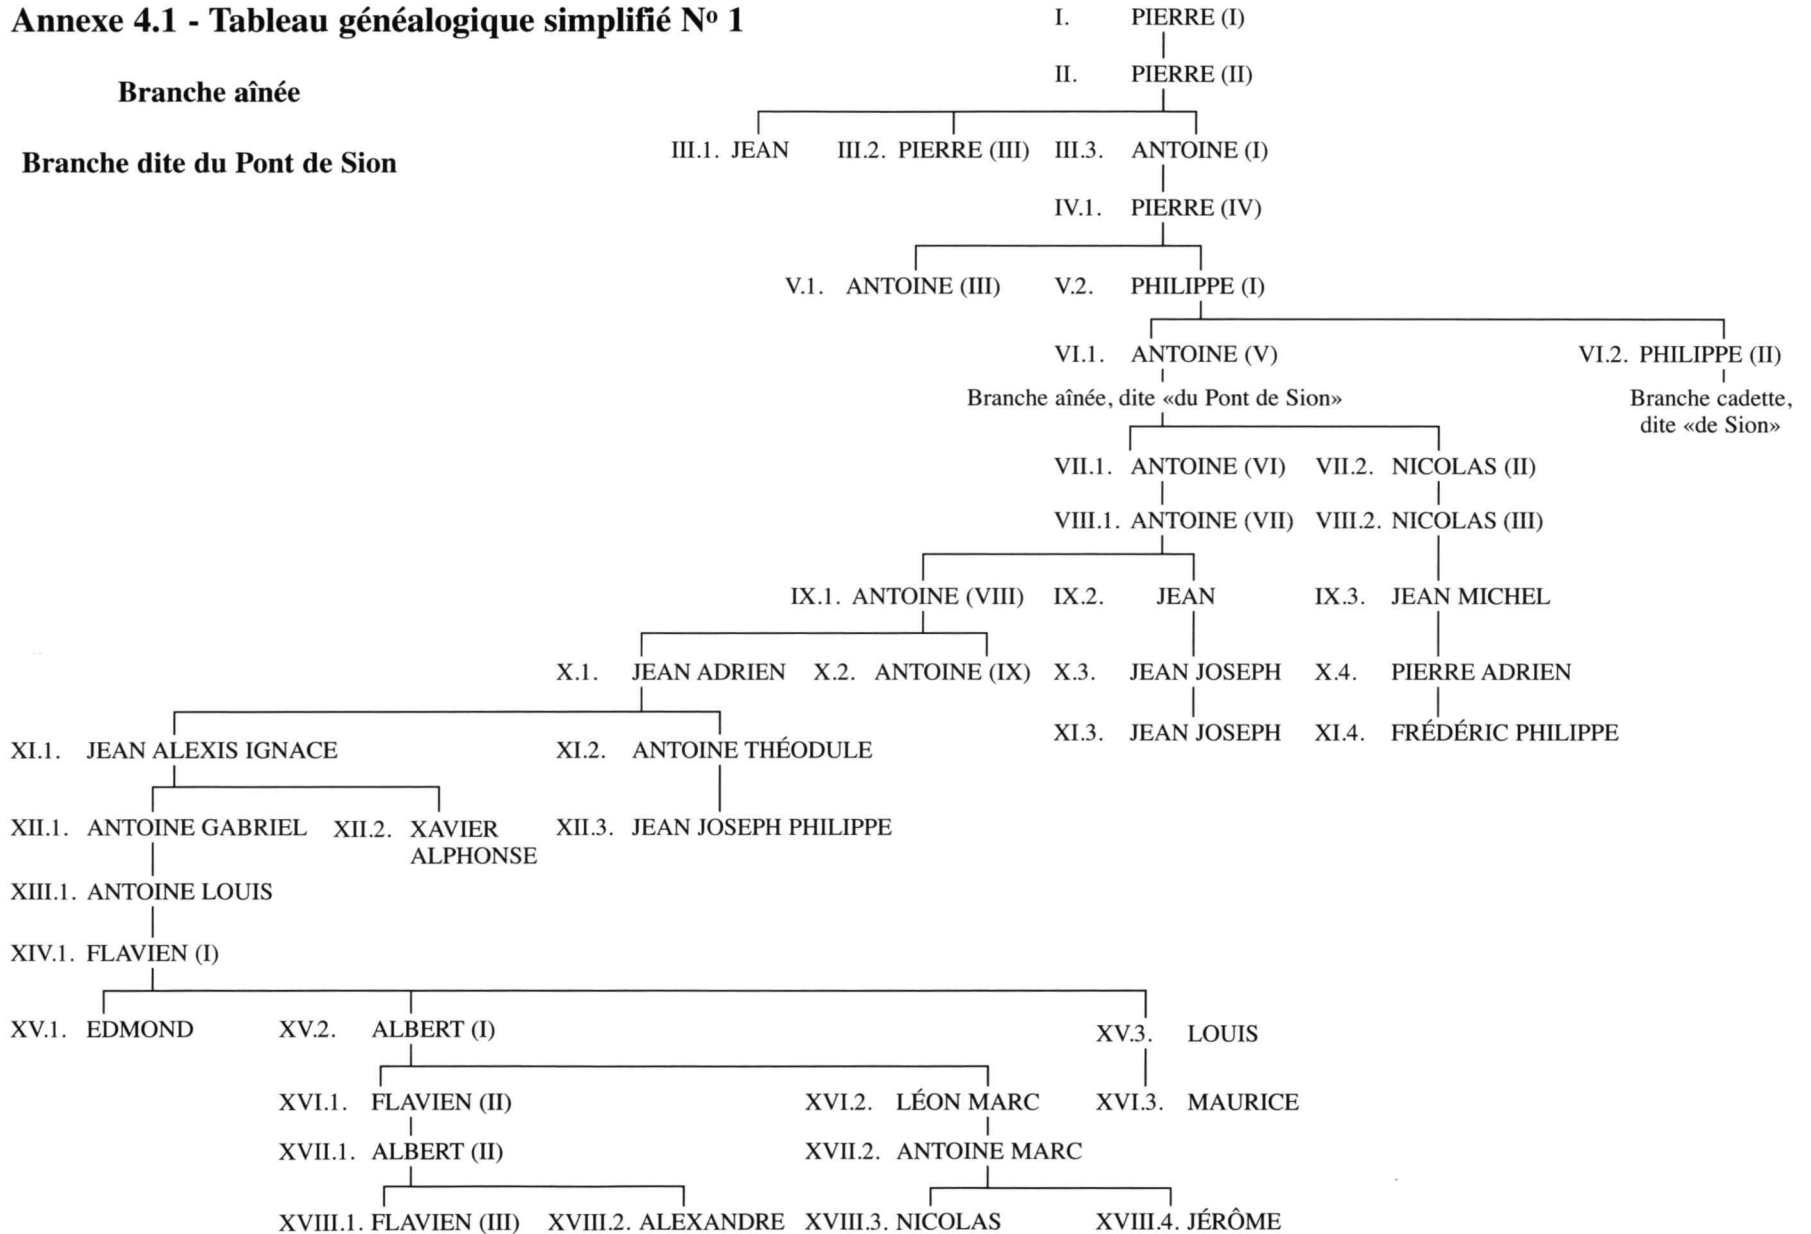 Annexe 4.1 - Tableau généalogique simplifié Nº 1
Branche aînée
Branche dite du Pont de Sion
I. PIERRE (I)
II. PIERRE (II)
III.1. JEAN III.2. PIERRE (III) III.3. ANTOINE (I)
IV.1. PIERRE (IV)
V.1. ANTOINE (III) V.2. PHILIPPE (I)
VI.1. ANTOINE (V) VI.2. PHILIPPE (II)
Branche aînée, dite «du Pont de Sion» Branche cadette,
dite «de Sion»
VII.1. ANTOINE (VI) VII.2. NICOLAS (II)
VIII.1. ANTOINE (VII) VIII.2. NICOLAS (III)
IX.1. ANTOINE (VIII) IX.2. JEAN IX.3. JEAN MICHEL
X.1. JEAN ADRIEN X.2. ANTOINE (IX) X.3. JEAN JOSEPH X.4. PIERRE ADRIEN
XI.3. JEAN JOSEPH XI.4. FRÉDÉRIC PHILIPPE
XI.1. JEAN ALEXIS IGNACE XI.2. ANTOINE THÉODULE
XII.1. ANTOINE GABRIEL XII.2. XAVIER XII.3. JEAN JOSEPH PHILIPPE
ALPHONSE
XIII.1. ANTOINE LOUIS
XIV.1. FLAVIEN (I)
XV.1. EDMOND XV.2. ALBERT (I) XV.3. LOUIS
XVI.1. FLAVIEN (II) XVI.2. LÉON MARC XVI.3. MAURICE
XVII.1. ALBERT (II) XVII.2. ANTOINE MARC
XVIII.1. FLAVIEN (III) XVIII.2. ALEXANDRE XVIII.3. NICOLAS XVIII.4. JÉRÔME